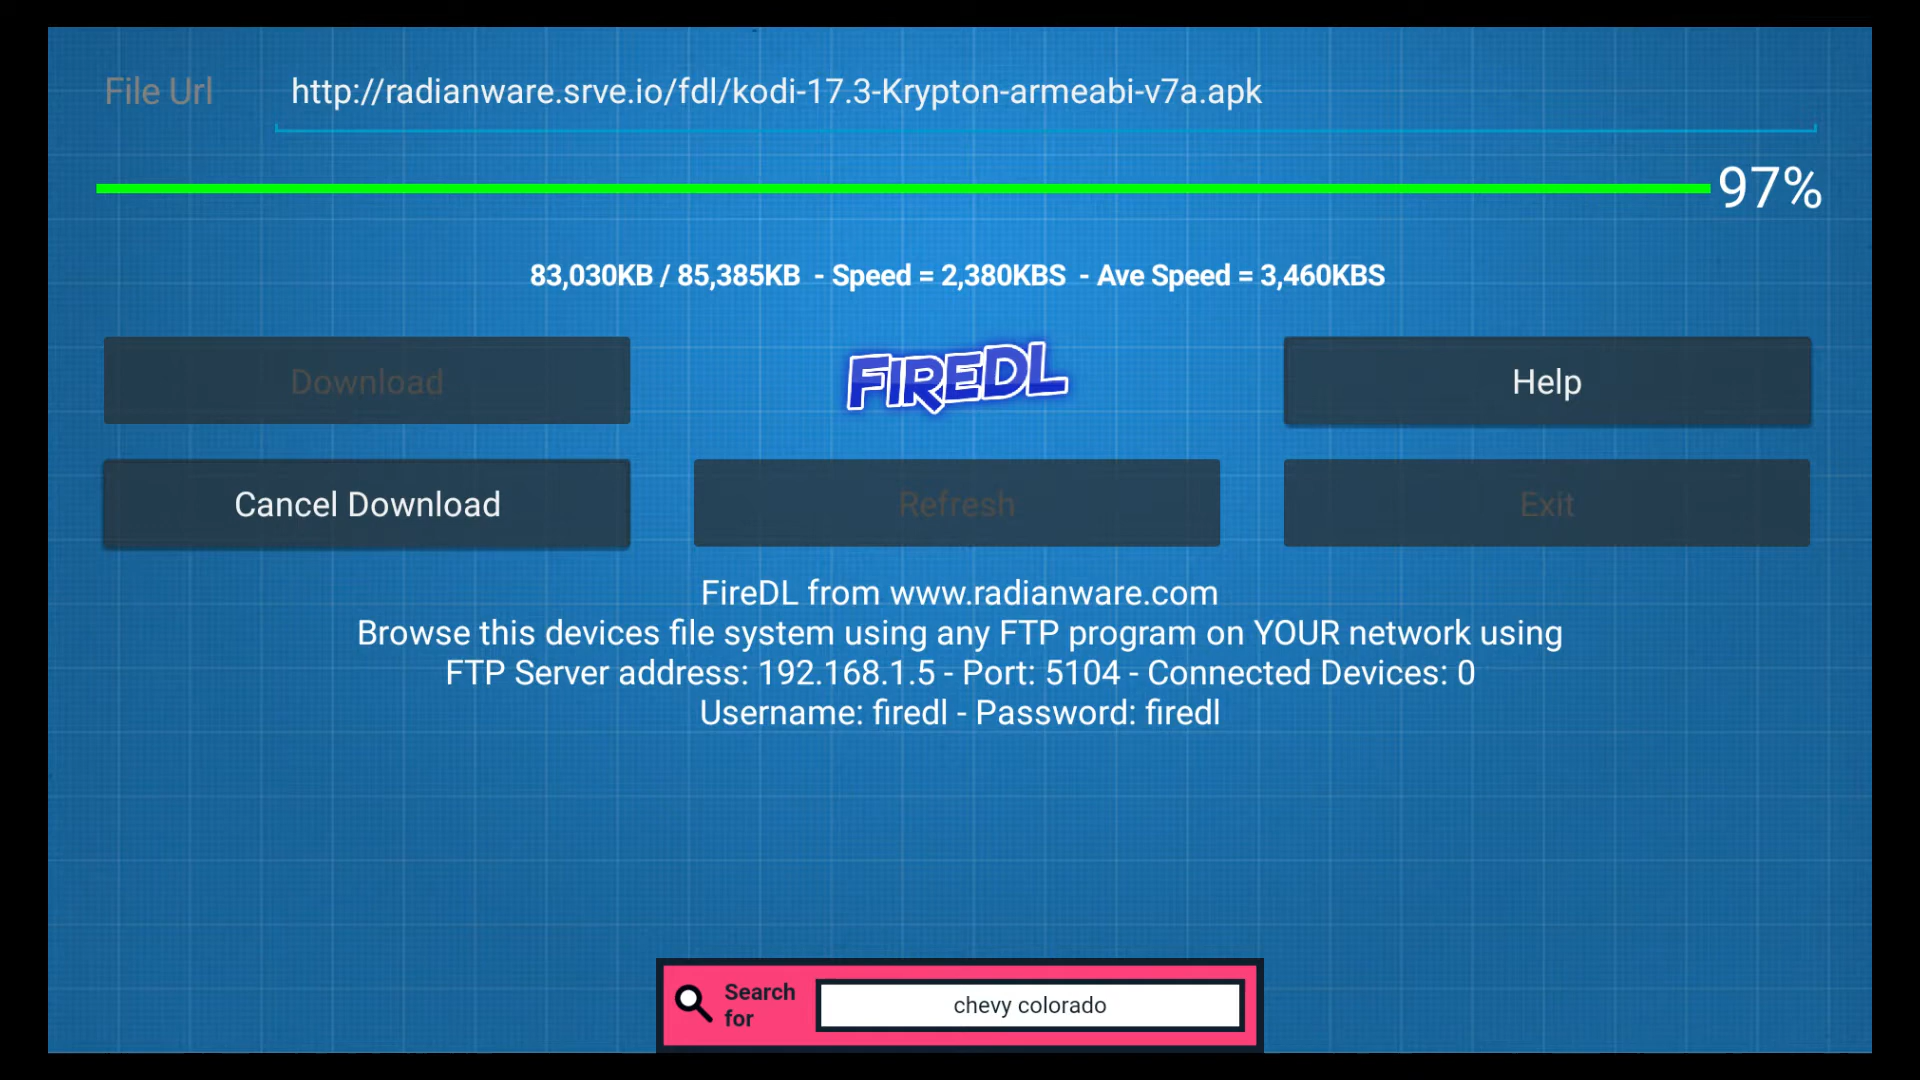 File Url http://radianware.srve.io/fdl/kodi-17.3-Krypton-armeabi-v7a.apk
97%
83,030KB / 85,385KB - Speed = 2,380KBS - Ave Speed = 3,460KBS
Download FIREDL Help
Cancel Download Refresh Exit
FireDL from www.radianware.com
Browse this devices file system using any FTP program on YOUR network using
FTP Server address: 192.168.1.5 - Port: 5104 - Connected Devices: 0
Username: firedl - Password: firedl
Search
for
chevy colorado